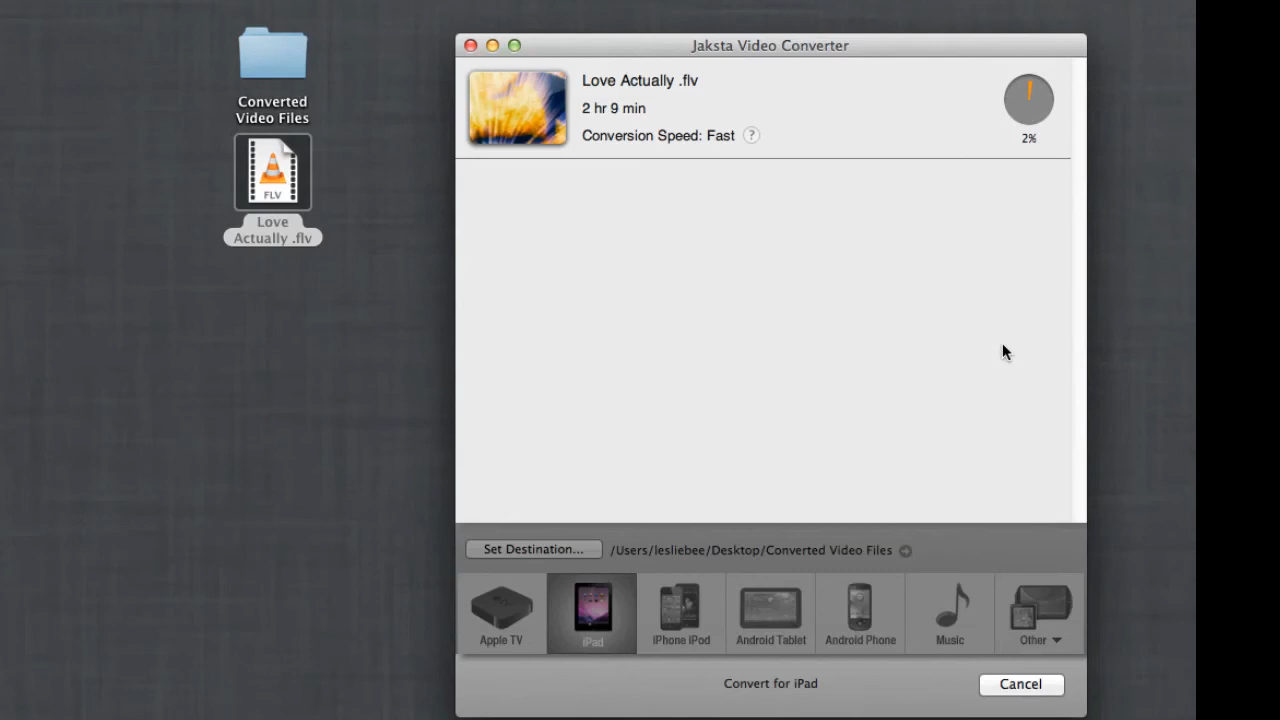 Converted
Video Files
FLV
Love
Actually .flv
Jaksta Video Converter
Love Actually .flv
2 hr 9 min
Conversion Speed: Fast ?
2%
Set Destination... /Users/lesliebee/Desktop/Converted Video Files
Apple TV iPad iPhone iPod Android Tablet Android Phone Music Other
Convert for iPad Cancel